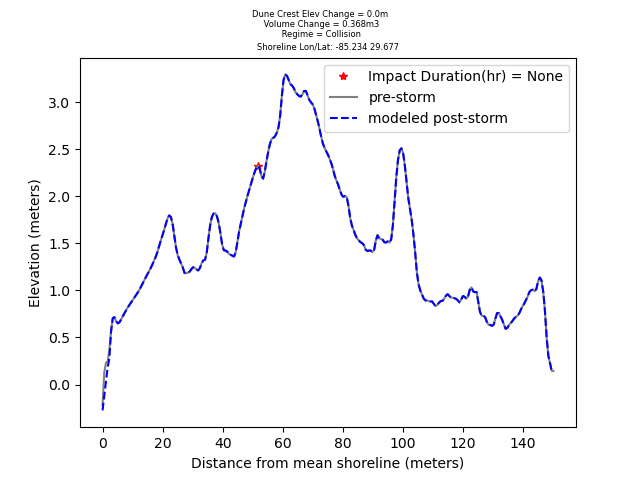 Dune Crest Elev Change = 0.0m
Volume Change = 0.368m3
Regime = Collision
Shoreline Lon/Lat: -85.234 29.677
Impact Duration(hr) = None
pre-storm
modeled post-storm
Elevation (meters)
3.0
2.5
2.0
1.5
1.0
0.5
0.0
0 20 40 60 80 100 120 140
Distance from mean shoreline (meters)